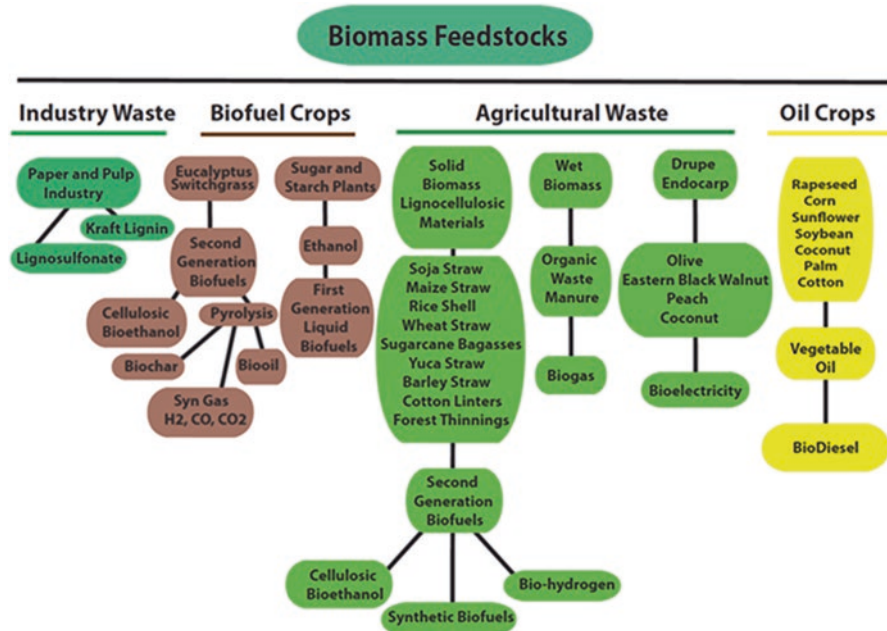 Biomass Feedstocks
Industry Waste
Biofuel Crops
Agricultural Waste
Oil Crops
Paper and Pulp
Industry
Kraft Lignin
Lignosulfonate
Eucalyptus
Switchgrass
Second
Generation
Biofuels
Cellulosic
Bioethanol
Pyrolysis
Biochar
Biooil
Syn Gas
H2, CO, CO2
Sugar and
Starch Plants
Ethanol
First
Generation
Liquid
Biofuels
Solid
Biomass
Lignocellulosic
Materials
Soja Straw
Maize Straw
Rice Shell
Wheat Straw
Sugarcane Bagasses
Yuca Straw
Barley Straw
Cotton Linters
Forest Thinnings
Second
Generation
Biofuels
Cellulosic
Bioethanol
Synthetic Biofuels
Bio-hydrogen
Wet
Biomass
Organic
Waste
Manure
Biogas
Drupe
Endocarp
Olive
Eastern Black Walnut
Peach
Coconut
Bioelectricity
Rapeseed
Corn
Sunflower
Soybean
Coconut
Palm
Cotton
Vegetable
Oil
BioDiesel